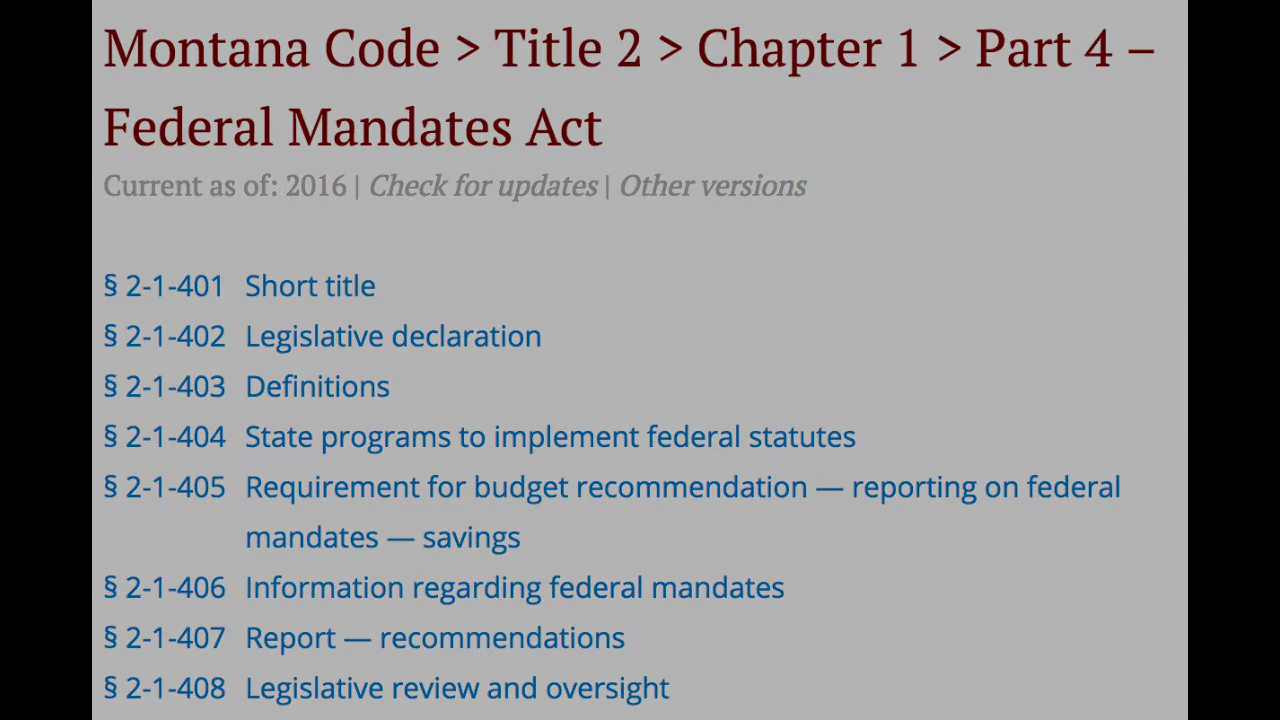 Montana Code > Title 2 > Chapter 1 > Part 4 –
Federal Mandates Act
Current as of: 2016 | Check for updates | Other versions
§ 2-1-401 Short title
§ 2-1-402 Legislative declaration
§ 2-1-403 Definitions
§ 2-1-404 State programs to implement federal statutes
§ 2-1-405 Requirement for budget recommendation — reporting on federal
mandates — savings
§ 2-1-406 Information regarding federal mandates
§ 2-1-407 Report — recommendations
§ 2-1-408 Legislative review and oversight